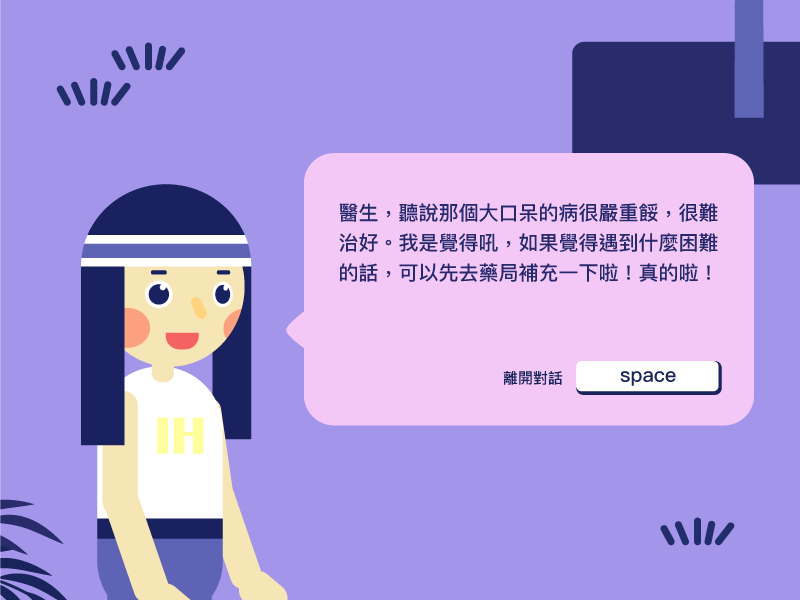 醫生，聽說那個大口呆的病很嚴重餒，很難
治好。我是覺得吼，如果覺得遇到什麼困難
的話，可以先去藥局補充一下啦！真的啦！
離開對話 space
IH